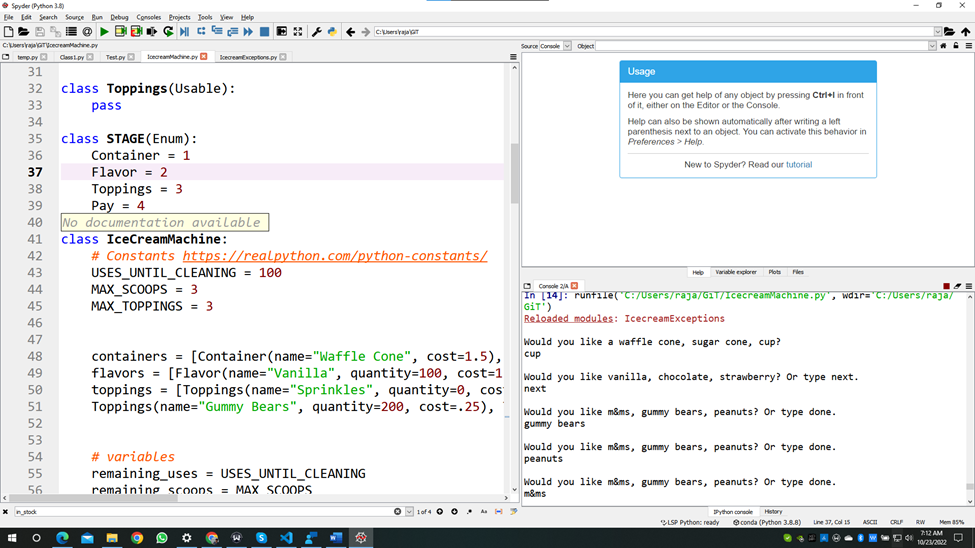 Spyder (Python 3.8)
File Edit Search Source Run Debug Consoles Projects Tools View Help
C:\Users\raja\GIT
C:\Users\raja\GIT\IcecreamMachine.py
temp.py Class1.py Test.py IcecreamMachine.py IcecreamExceptions.py
31
32 class Toppings(Usable):
33 pass
34
35 class STAGE(Enum):
36 Container = 1
37 Flavor = 2
38 Toppings = 3
39 Pay = 4
40 No documentation available
41 class IceCreamMachine:
42 # Constants https://realpython.com/python-constants/
43 USES_UNTIL_CLEANING = 100
44 MAX_SCOOPS = 3
45 MAX_TOPPINGS = 3
46
47
48 containers = [Container(name="Waffle Cone", cost=1.5),
49 flavors = [Flavor(name="Vanilla", quantity=100, cost=1
50 toppings = [Toppings(name="Sprinkles", quantity=0, cos
51 Toppings(name="Gummy Bears", quantity=200, cost=.25),
52
53
54 # variables
55 remaining_uses = USES_UNTIL_CLEANING
56 remaining_scoops = MAX_SCOOPS
in_stock
1 of 4
Aa
Source Console Object
Usage
Here you can get help of any object by pressing Ctrl+I in front
of it, either on the Editor or the Console.
Help can also be shown automatically after writing a left
parenthesis next to an object. You can activate this behavior in
Preferences > Help.
New to Spyder? Read our tutorial
Help Variable explorer Plots Files
Console 2/A
In [14]: runfile('C:/Users/raja/GiT/IcecreamMachine.py', wdir='C:/Users/raja/
GiT')
Reloaded modules: IcecreamExceptions
Would you like a waffle cone, sugar cone, cup?
cup
Would you like vanilla, chocolate, strawberry? Or type next.
next
Would you like m&ms, gummy bears, peanuts? Or type done.
gummy bears
Would you like m&ms, gummy bears, peanuts? Or type done.
peanuts
Would you like m&ms, gummy bears, peanuts? Or type done.
m&ms
IPython console History
LSP Python: ready conda (Python 3.8.8) Line 37, Col 15 ASCII CRLF RW Mem 85%
7:12 AM
10/23/2022